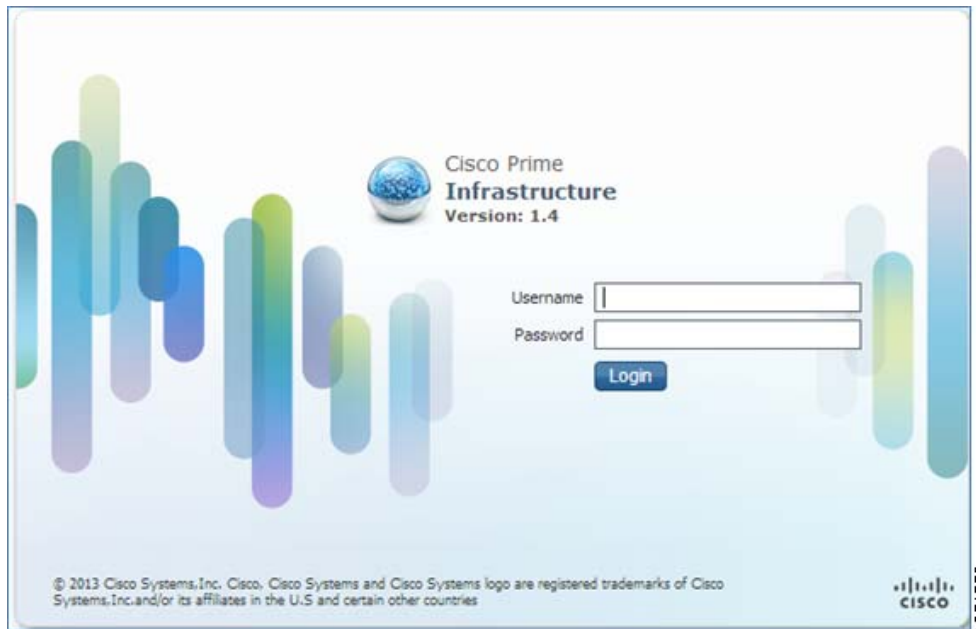 Cisco Prime
Infrastructure
Version: 1.4
Username
Password
Login
© 2013 Cisco Systems,Inc. Cisco, Cisco Systems and Cisco Systems logo are registered trademarks of Cisco
Systems,Inc.and/or its affiliates in the U.S and certain other countries
CISCO